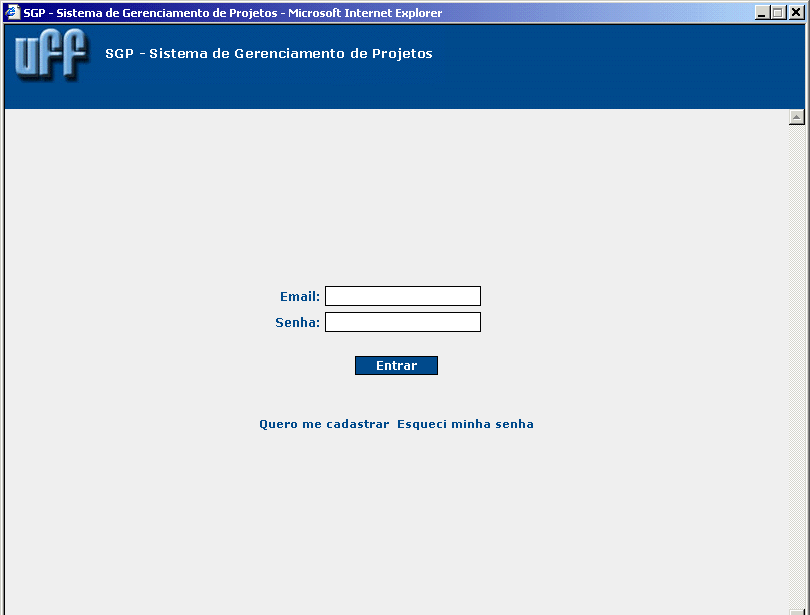 SGP - Sistema de Gerenciamento de Projetos - Microsoft Internet Explorer
uff
SGP - Sistema de Gerenciamento de Projetos
Email:
Senha:
Entrar
Quero me cadastrar Esqueci minha senha